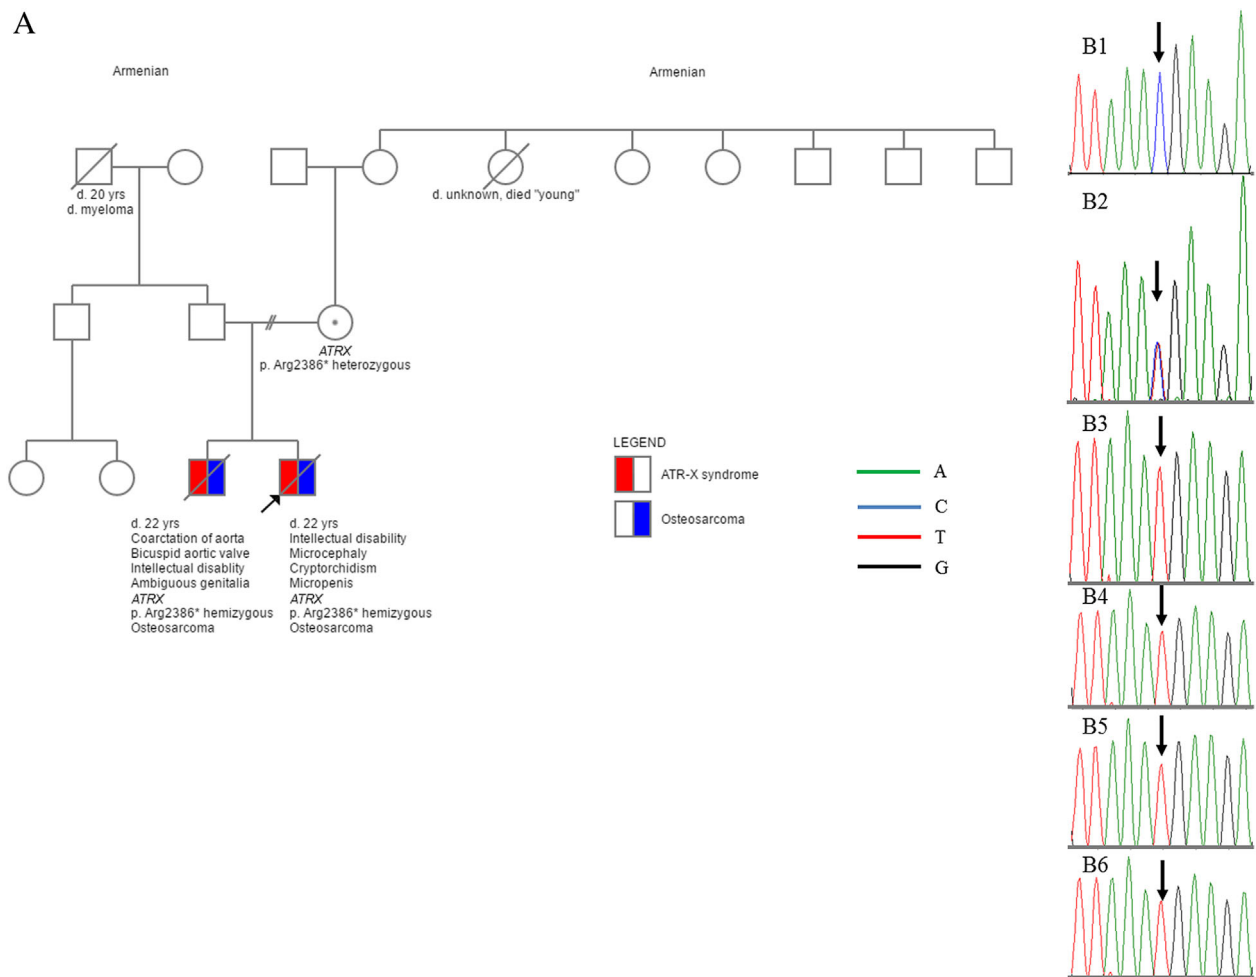 A
Armenian
Armenian
d. 20 yrs
d. myeloma
d. unknown, died "young"
ATRX
p. Arg2386* heterozygous
d. 22 yrs
Coarctation of aorta
Bicuspid aortic valve
Intellectual disablity
Ambiguous genitalia
ATRX
p. Arg2386* hemizygous
Osteosarcoma
d. 22 yrs
Intellectual disability
Microcephaly
Cryptorchidism
Micropenis
ATRX
p. Arg2386* hemizygous
Osteosarcoma
LEGEND
ATR-X syndrome
Osteosarcoma
A
C
T
G
B1
B2
B3
B4
B5
B6